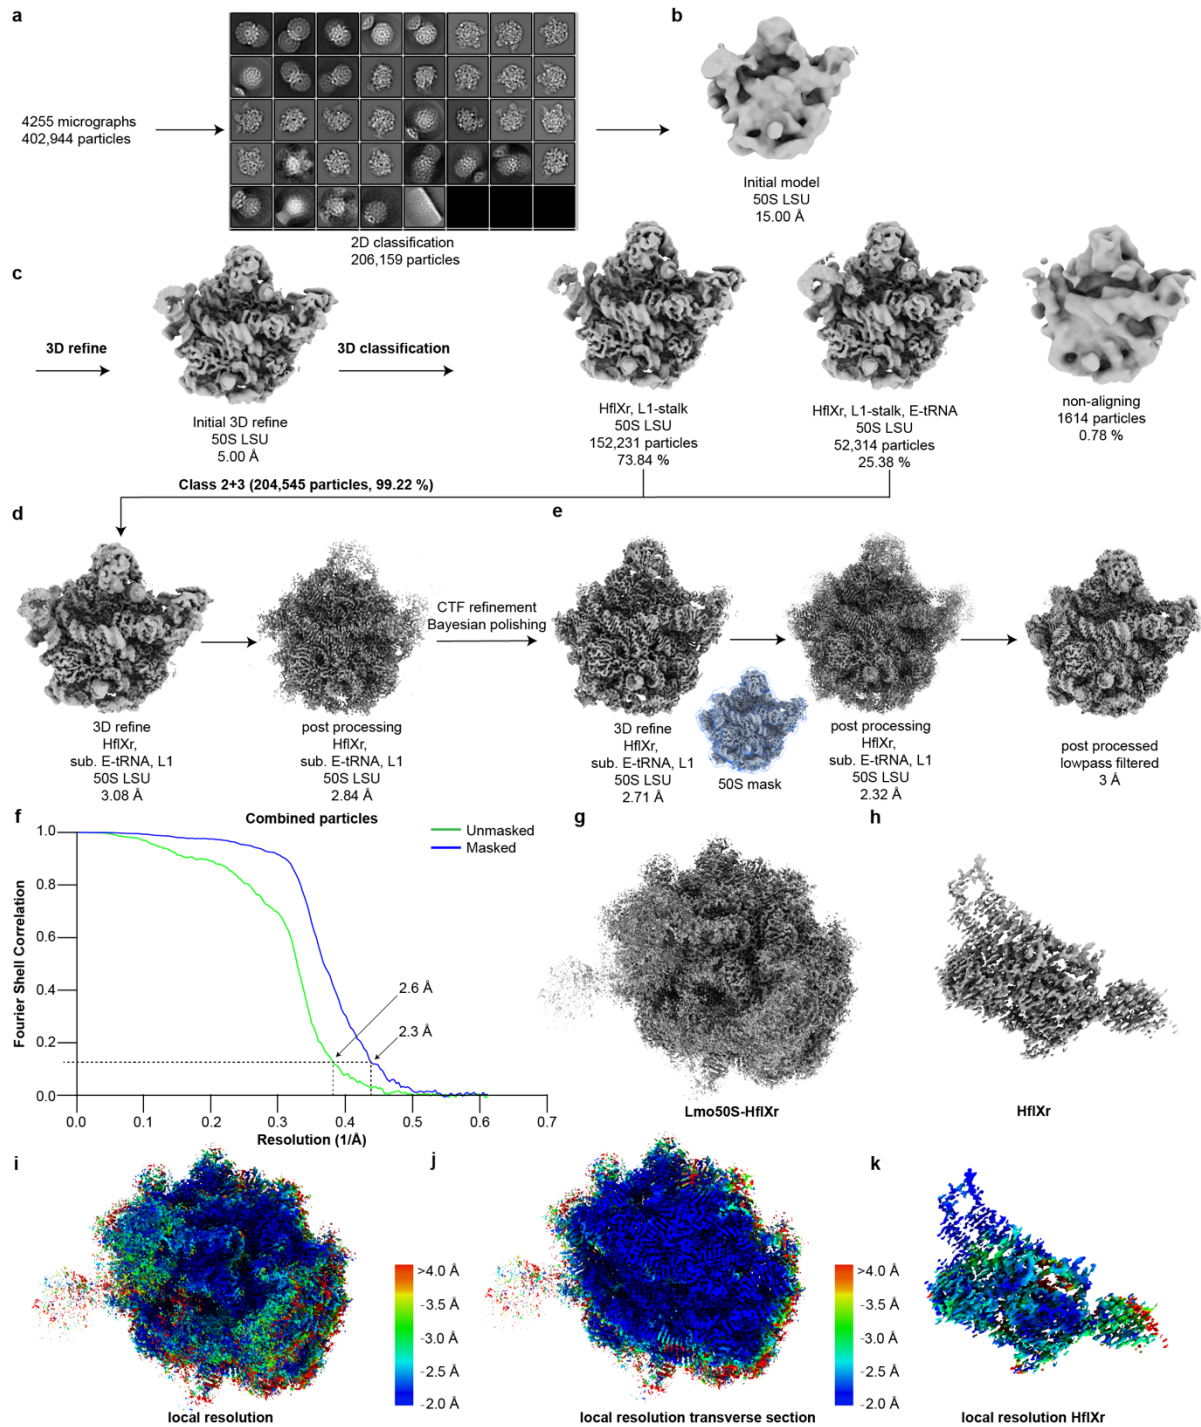 a
b
4255 micrographs
402,944 particles
2D classification
206,159 particles
Initial model
50S LSU
15.00 Å
c
3D refine
3D classification
Initial 3D refine
50S LSU
5.00 Å
HflXr, L1-stalk
50S LSU
152,231 particles
73.84 %
HflXr, L1-stalk, E-tRNA
50S LSU
52,314 particles
25.38 %
non-aligning
1614 particles
0.78 %
Class 2+3 (204,545 particles, 99.22 %)
d
e
CTF refinement
Bayesian polishing
3D refine
HflXr,
sub. E-tRNA, L1
50S LSU
3.08 Å
post processing
HflXr,
sub. E-tRNA, L1
50S LSU
2.84 Å
3D refine
HflXr,
sub. E-tRNA, L1
50S LSU
2.71 Å
50S mask
post processing
HflXr,
sub. E-tRNA, L1
50S LSU
2.32 Å
post processed
lowpass filtered
3 Å
f
Combined particles
Unmasked
Masked
Fourier Shell Correlation
1.0
0.8
0.6
0.4
0.2
0.0
2.6 Å
2.3 Å
0.0 0.1 0.2 0.3 0.4 0.5 0.6 0.7
Resolution (1/Å)
g
Lmo50S-HflXr
h
HflXr
i
>4.0 Å
-3.5 Å
-3.0 Å
-2.5 Å
-2.0 Å
local resolution
j
>4.0 Å
-3.5 Å
3.0 Å
-2.5 Å
-2.0 Å
local resolution transverse section
k
local resolution HflXr